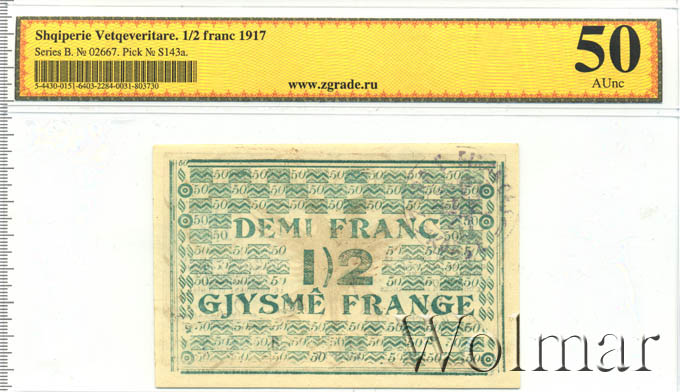 Shqiperie Vetqeveritare. 1/2 franc 1917
Series B. № 02667. Pick № S143a.
5-4430-0151-6403-2284-0031-803730
www.zgrade.ru
50
AUnc
DEMI FRANC
1)2
GJYSMÊ FRANGE
Wolmar